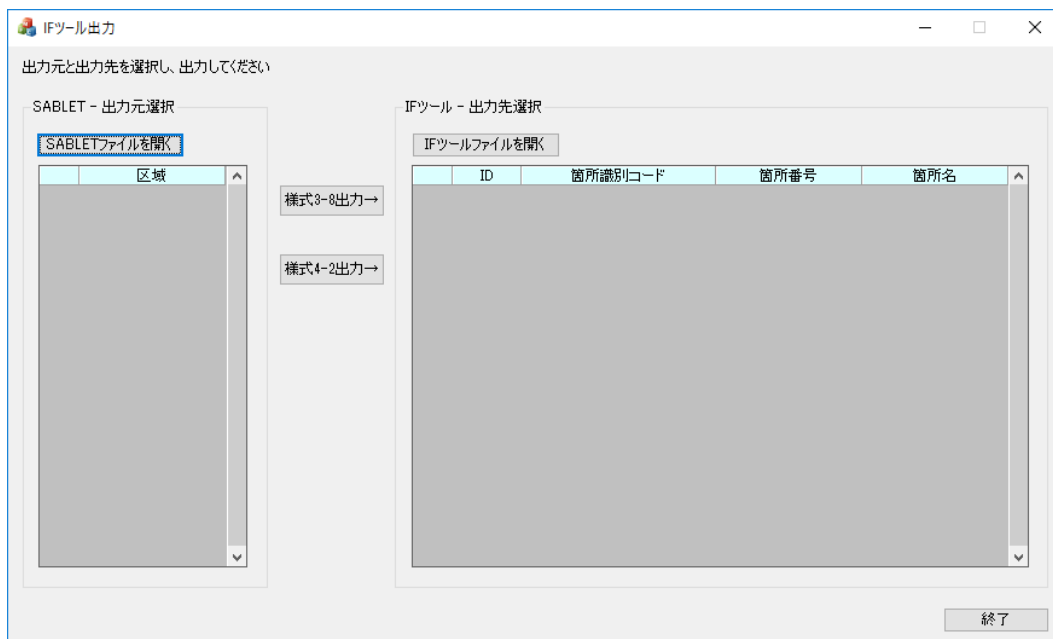 IFツール出力
出力元と出力先を選択し、出力してください
SABLET - 出力元選択
SABLETファイルを開く
区域
様式3-8出力→
様式4-2出力→
IFツール - 出力先選択
IFツールファイルを開く
ID 箇所識別コード 箇所番号 箇所名
終了